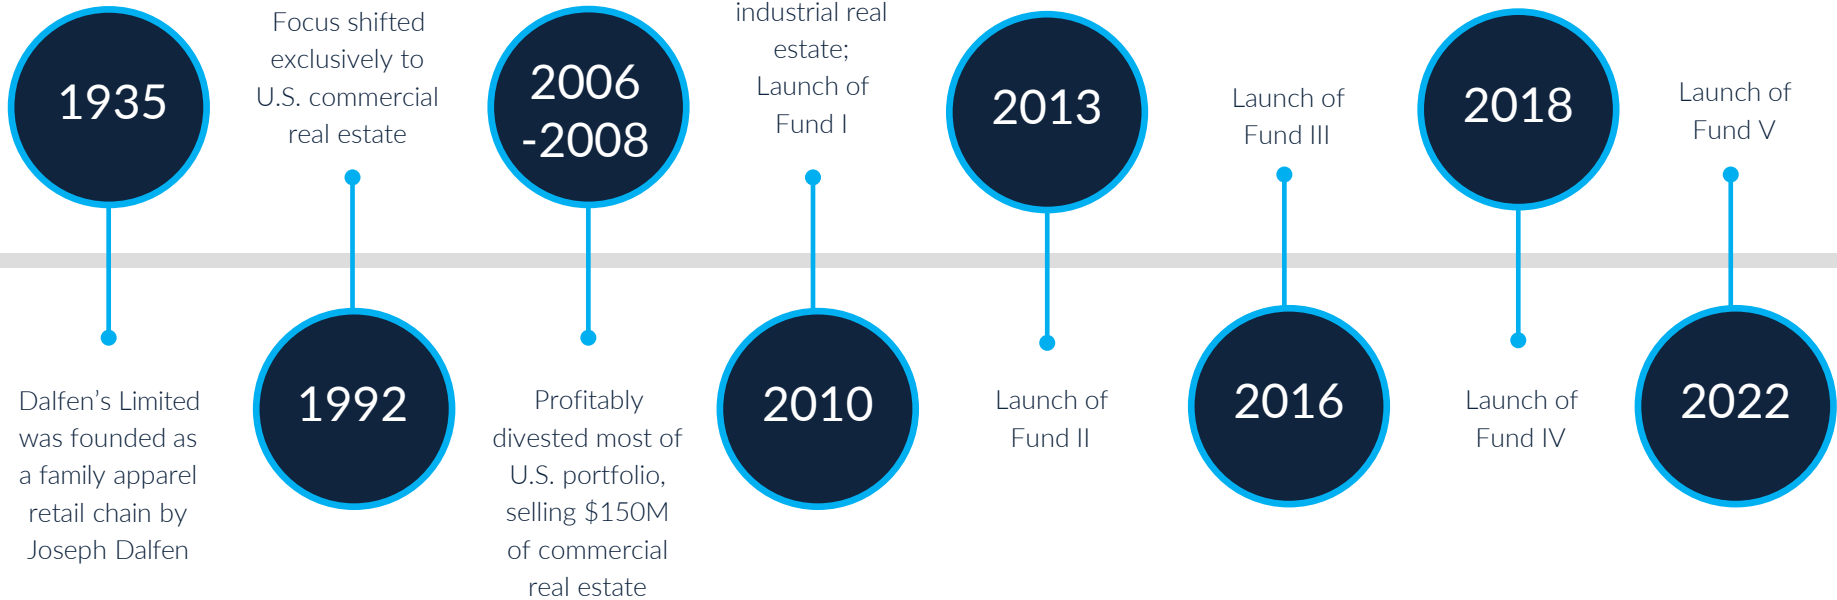 1935
Dalfen’s Limited
was founded as
a family apparel
retail chain by
Joseph Dalfen
Focus shifted
exclusively to
U.S. commercial
real estate
1992
2006
-2008
Profitably
divested most of
U.S. portfolio,
selling $150M
of commercial
real estate
industrial real
estate;
Launch of
Fund I
2010
2013
Launch of
Fund II
Launch of
Fund III
2016
2018
Launch of
Fund IV
Launch of
Fund V
2022